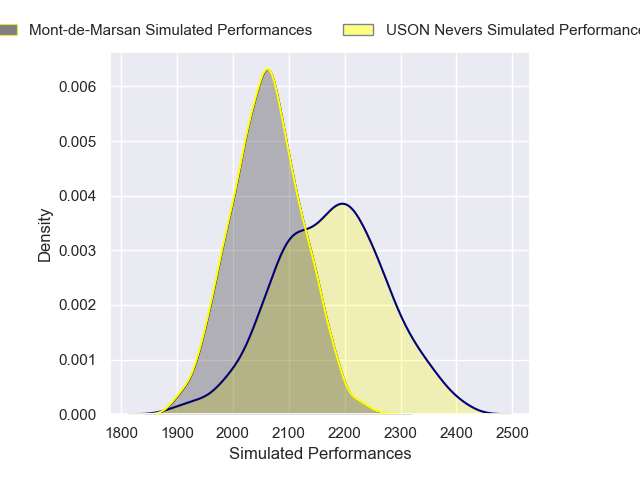 Mont-de-Marsan Simulated Performances USON Nevers Simulated Performance
0.006
0.005
0.004
0.003
0.002
0.001
0.000
Density
1800 1900 2000 2100 2200 2300 2400 2500
Simulated Performances